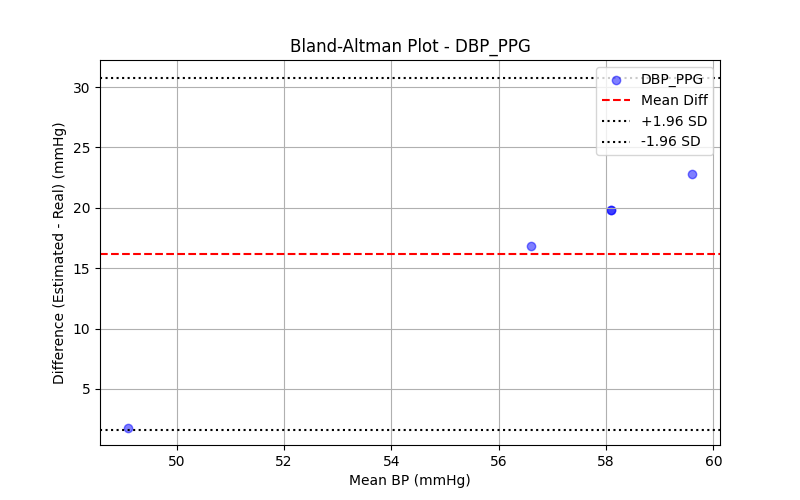 Bland-Altman Plot - DBP_PPG
Difference (Estimated - Real) (mmHg)
30
25
20
15
10
5
DBP_PPG
Mean Diff
+1.96 SD
-1.96 SD
50 52 54 56 58 60
Mean BP (mmHg)